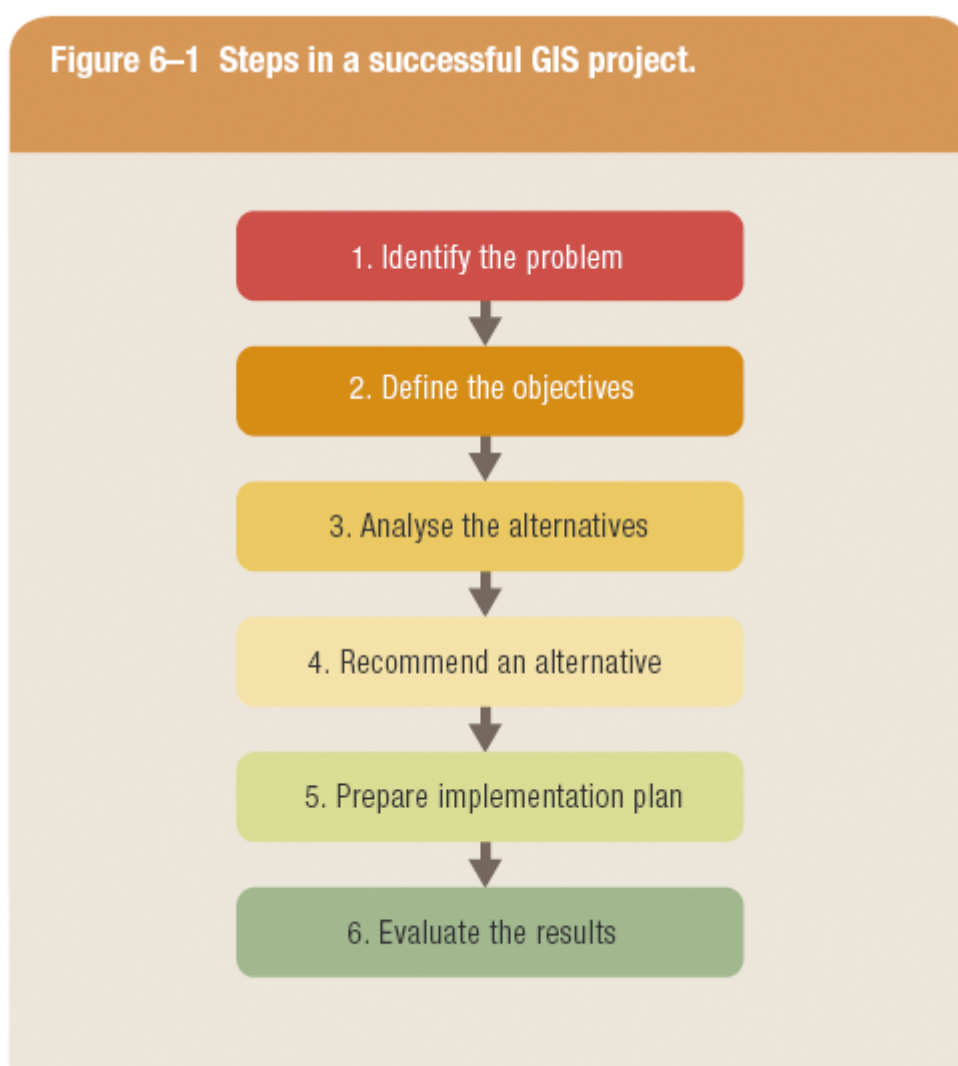 Figure 6–1 Steps in a successful GIS project.
1. Identify the problem
2. Define the objectives
3. Analyse the alternatives
4. Recommend an alternative
5. Prepare implementation plan
6. Evaluate the results